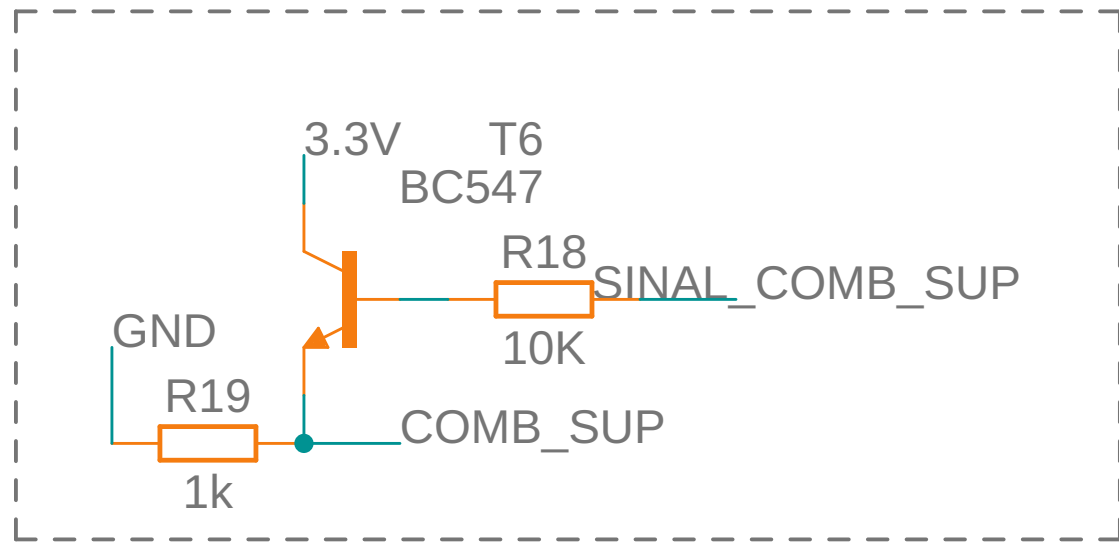 3.3V
T6
BC547
R18
SINAL_COMB_SUP
GND
10K
R19
COMB_SUP
1k